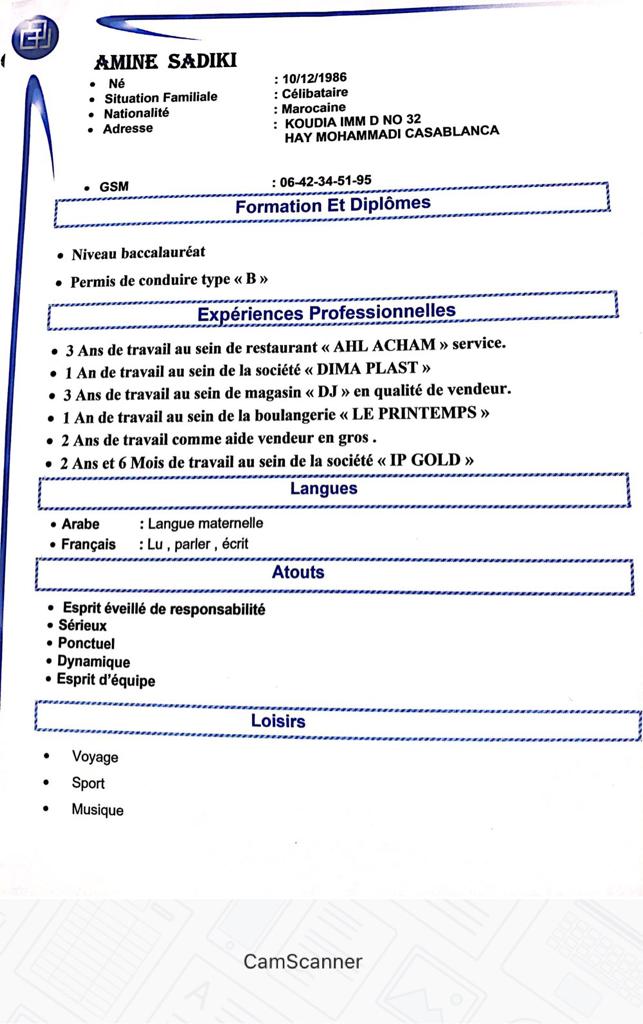 AMINE SADIKI
• Né : 10/12/1986
• Situation Familiale : Célibataire
• Nationalité : Marocaine
• Adresse : KOUDIA IMM D NO 32
HAY MOHAMMADI CASABLANCA
• GSM : 06-42-34-51-95
Formation Et Diplômes
• Niveau baccalauréat
• Permis de conduire type « B »
Expériences Professionnelles
• 3 Ans de travail au sein de restaurant « AHL ACHAM » service.
• 1 An de travail au sein de la société « DIMA PLAST »
• 3 Ans de travail au sein de magasin « DJ » en qualité de vendeur.
• 1 An de travail au sein de la boulangerie « LE PRINTEMPS »
• 2 Ans de travail comme aide vendeur en gros .
• 2 Ans et 6 Mois de travail au sein de la société « IP GOLD »
Langues
• Arabe : Langue maternelle
• Français : Lu , parler , écrit
Atouts
• Esprit éveillé de responsabilité
• Sérieux
• Ponctuel
• Dynamique
• Esprit d'équipe
Loisirs
• Voyage
• Sport
• Musique
CamScanner